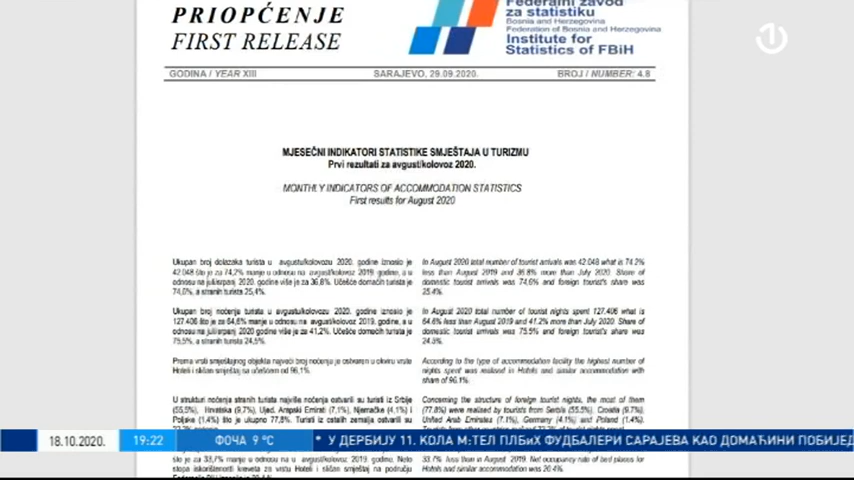 PRIOPĆENJE
FIRST RELEASE
Federalni zavod
za statistiku
Bosnia and Herzegovina
Federation of Bosnia and Herzegovina
Institute for
Statistics of FBiH
1
GODINA / YEAR XIII
SARAJEVO, 29.09.2020.
BROJ / NUMBER: 4.8
MJESEČNI INDIKATORI STATISTIKE SMJEŠTAJA U TURIZMU
Prvi rezultati za avgust/kolovoz 2020.
MONTHLY INDICATORS OF ACCOMMODATION STATISTICS
First results for August 2020
Ukupan broj dolazaka turista u avgustu/kolovozu 2020. godine iznosio je
42.048 što je za 74,2% manje u odnosu na avgust/kolovoz 2019. godine, a u
odnosu na juli/srpanj 2020. godine više je za 36,8%. Učešće domaćih turista je
74,6%, a stranih turista 25,4%.
In August 2020 total number of tourist arrivals was 42.048 what is 74.2%
less than August 2019 and 36.8% more than July 2020. Share of
domestic tourist arrivals was 74.6% and foreign tourist's share was
25.4%.
Ukupan broj noćenja turista u avgustu/kolovozu 2020. godine iznosio je
127.406 što je za 64,6% manje u odnosu na avgust/kolovoz 2019. godine, a u
odnosu na juli/srpanj 2020 godine više je za 41,2%. Učešće domaćih turista je
75,5%, a stranih turista 24,5%.
In August 2020 total number of tourist nights spent 127.406 what is
64.6% less than August 2019 and 41.2% more than July 2020. Share of
domestic tourist arrivals was 75.5% and foreign tourist's share was
24.5%.
Prema vrsti smještajnog objekta najveći broj noćenja je ostvaren u okviru vrste
Hoteli i sličan smještaj sa učešćem od 96,1%.
According to the type of accommodation facility the highest number of
nights spent was realised in Hotels and similar accommodation with
share of 96.1%.
U strukturi noćenja stranih turista najviše noćenja ostvarili su turisti iz Srbije
(55,5%), Hrvatska (9,7%), Ujed. Arapski Emirati (7,1%), Njemačke (4,1%) i
Poljske (1,4%) što je ukupno 77,8%. Turisti iz ostalih zemalja ostvarili su
Concerning the structure of foreign tourist nights, the most of them
(77.8%) were realised by tourists from Serbia (55.5%), Croatia (9.7%),
United Arab Emirates (7.1%), Germany (4.1%) and Poland (1.4%).
18.10.2020.
19:22
ФОЧА 9 °C
* У ДЕРБИЈУ 11. КОЛА М:ТЕЛ ПЛБиХ ФУДБАЛЕРИ САРАЈЕВА КАО ДОМАЋИНИ ПОБИЈЕД
je za 33,7% manje u odnosu na avgust/kolovoz 2019. godine. Neto
stopa iskorištenosti kreveta za vrstu Hoteli i sličan smještaj na području
33.7% less than in August 2019. Net occupancy rate of bed places for
Hotels and similar accommodation was 20.4%.